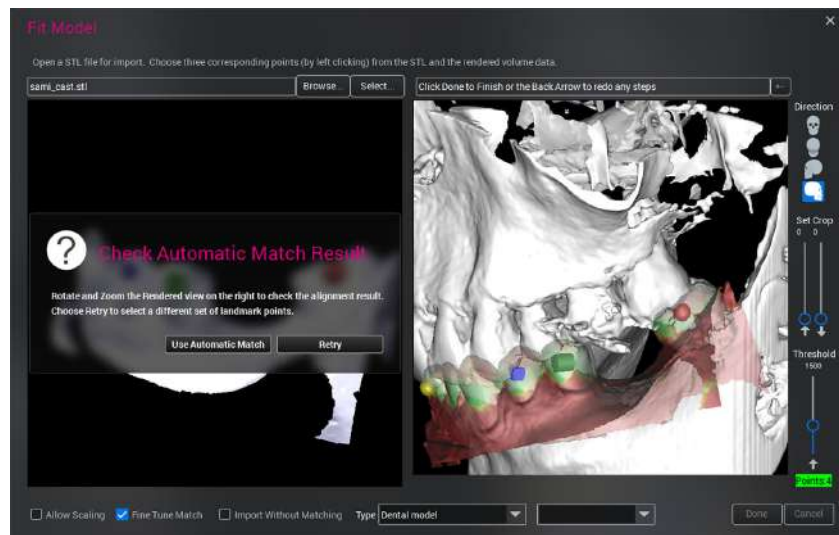 Fit Model
Open a STL file for import. Choose three corresponding points (by left clicking) from the STL and the rendered volume data.
sami_cast.stl
Browse...
Select...
Click Done to Finish or the Back Arrow to redo any steps
Direction
Set Crop
0 0
Check Automatic Match Result
Rotate and Zoom the Rendered view on the right to check the alignment result.
Choose Retry to select a different set of landmark points.
Use Automatic Match
Retry
Threshold
1500
Points:4
Allow Scaling
Fine Tune Match
Import Without Matching
Type
Dental model
Done
Cancel